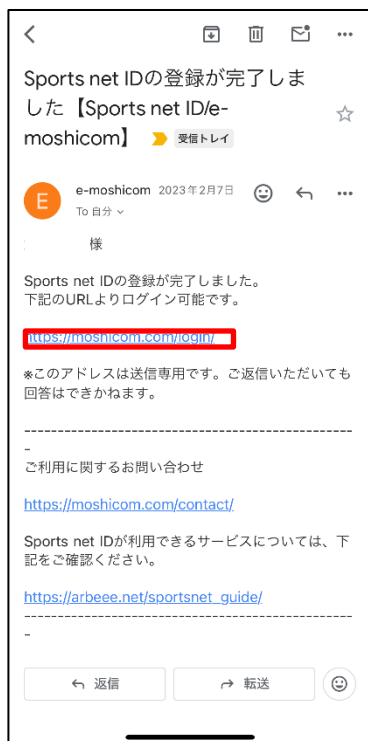 Sports net IDの登録が完了しま
した【Sports net ID/e-
moshicom】 受信トレイ
E
e-moshicom 2023年2月7日
To 自分
様
Sports net IDの登録が完了しました。
下記のURLよりログイン可能です。
https://moshicom.com/login/
※このアドレスは送信専用です。ご返信いただいても
回答はできかねます。
--------------------------------------------------
-
ご利用に関するお問い合わせ
https://moshicom.com/contact/
Sports net IDが利用できるサービスについては、下
記をご確認ください。
https://arbeee.net/sportsnet_guide/
--------------------------------------------------
-
返信
転送